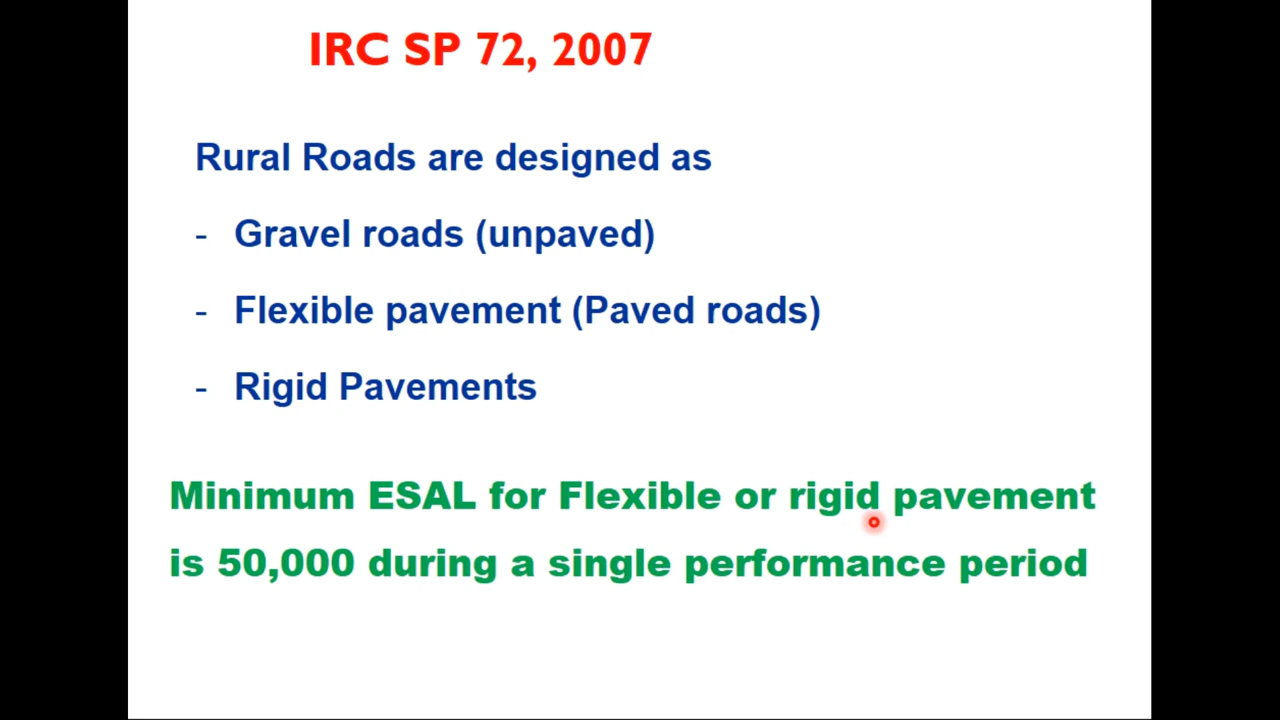 IRC SP 72, 2007
Rural Roads are designed as
- Gravel roads (unpaved)
- Flexible pavement (Paved roads)
- Rigid Pavements
Minimum ESAL for Flexible or rigid pavement
is 50,000 during a single performance period